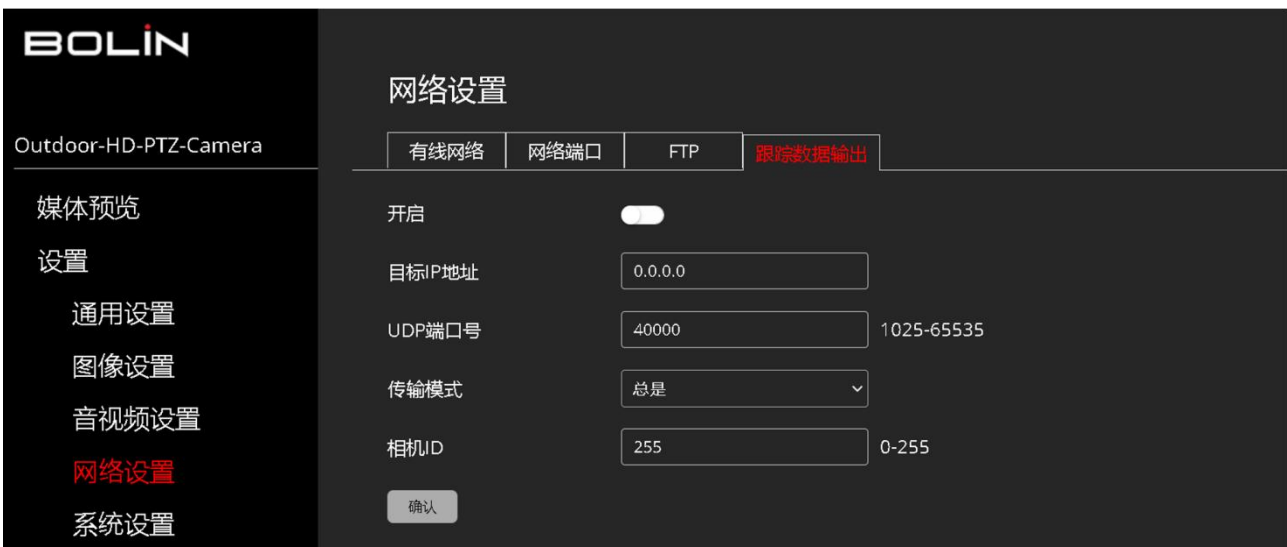 BOLIN
Outdoor-HD-PTZ-Camera
媒体预览
设置
通用设置
图像设置
音视频设置
网络设置
系统设置
网络设置
有线网络 网络端口 FTP 跟踪数据输出
开启
目标IP地址 0.0.0.0
UDP端口号 40000 1025-65535
传输模式 总是
相机ID 255 0-255
确认